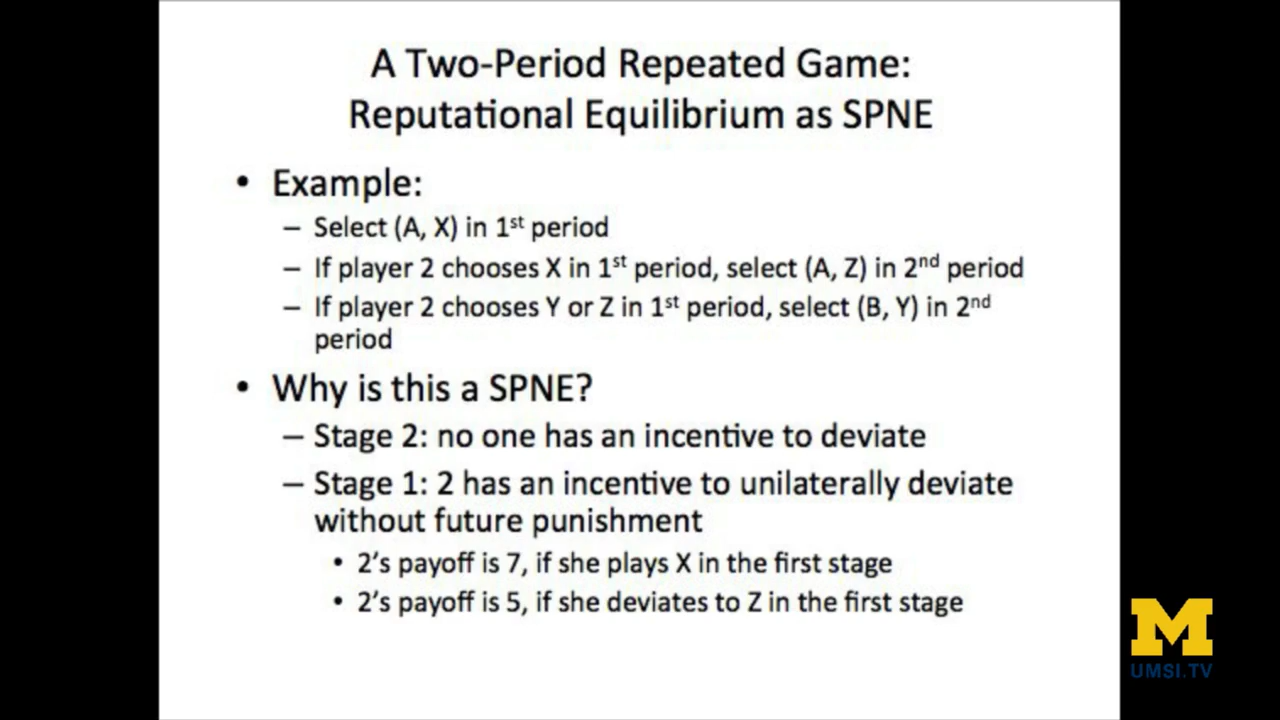 A Two-Period Repeated Game:
Reputational Equilibrium as SPNE
• Example:
– Select (A, X) in 1st period
– If player 2 chooses X in 1st period, select (A, Z) in 2nd period
– If player 2 chooses Y or Z in 1st period, select (B, Y) in 2nd
period
• Why is this a SPNE?
– Stage 2: no one has an incentive to deviate
– Stage 1: 2 has an incentive to unilaterally deviate
without future punishment
• 2’s payoff is 7, if she plays X in the first stage
• 2’s payoff is 5, if she deviates to Z in the first stage
M
UMSI.TV